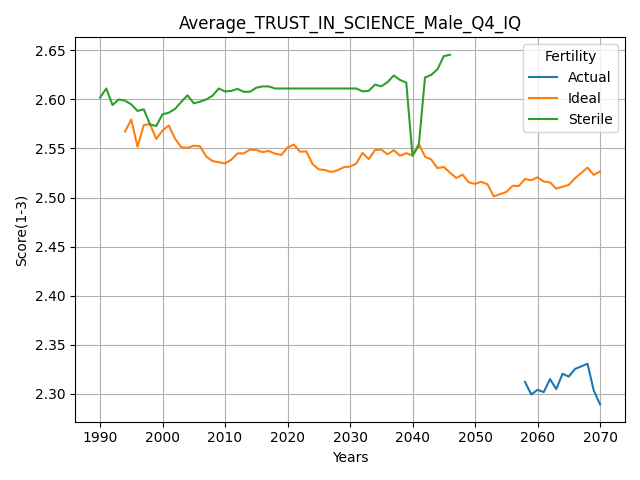 Average_TRUST_IN_SCIENCE_Male_Q4_IQ
Fertility
Actual
Ideal
Sterile
Score(1-3)
2.65
2.60
2.55
2.50
2.45
2.40
2.35
2.30
1990 2000 2010 2020 2030 2040 2050 2060 2070
Years